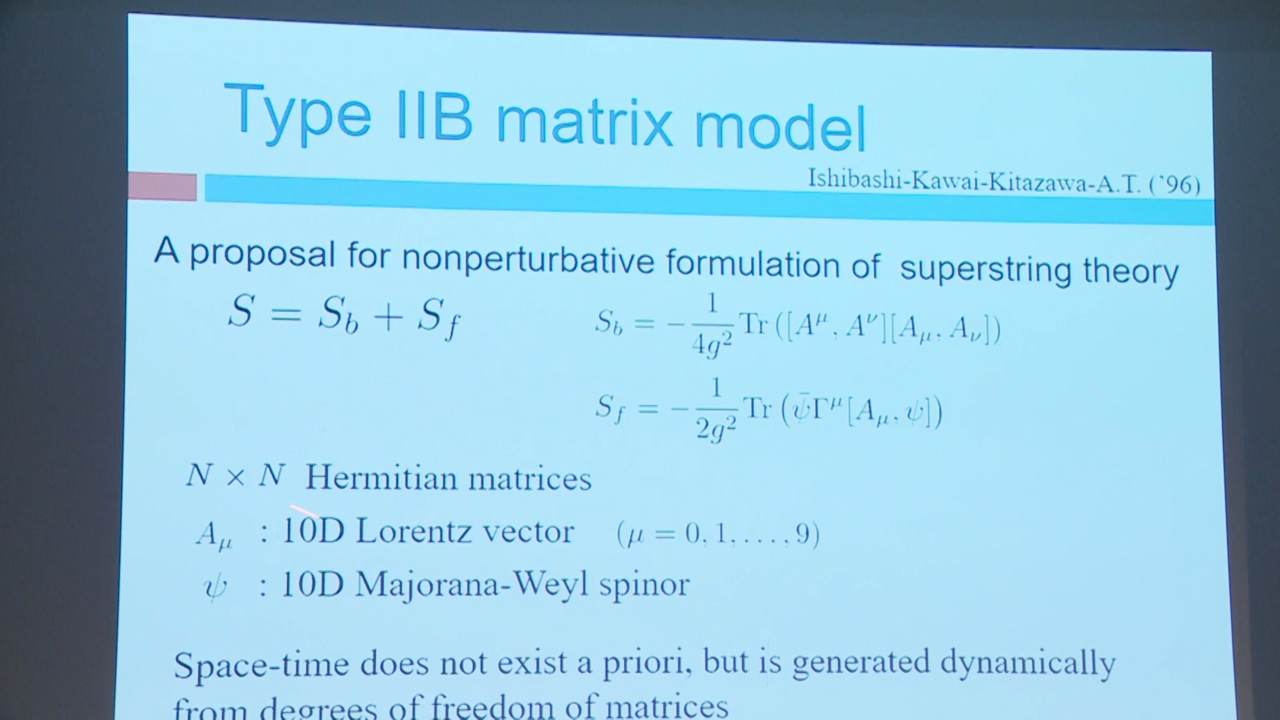 Type IIB matrix model
Ishibashi-Kawai-Kitazawa-A.T. (`96)
A proposal for nonperturbative formulation of superstring theory
S = S_b + S_f
S_b = -\frac{1}{4g^2} Tr ([A^μ, A^ν][A_μ, A_ν])
S_f = -\frac{1}{2g^2} Tr (\bar{ψ}Γ^μ[A_μ, ψ])
N × N Hermitian matrices
A_μ : 10D Lorentz vector (μ = 0, 1, ..., 9)
ψ : 10D Majorana-Weyl spinor
Space-time does not exist a priori, but is generated dynamically
from degrees of freedom of matrices